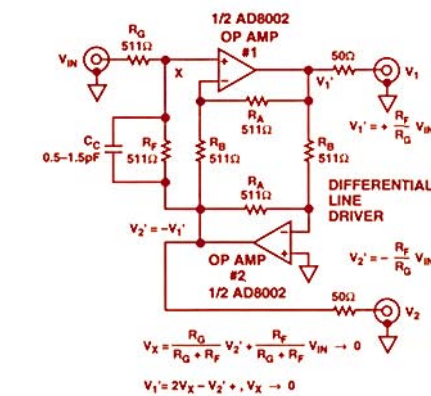 1/2 AD8002
OP AMP
#1
V_IN
R_G
511Ω
X
+
−
50Ω
V_1
V_1'
R_A
511Ω
V_1' = + R_F/R_G V_IN
C_C
0.5–1.5pF
R_F
511Ω
R_B
511Ω
R_B
511Ω
R_A
511Ω
DIFFERENTIAL
LINE
DRIVER
V_2' = −V_1'
−
+
OP AMP
#2
1/2 AD8002
V_2' = − R_F/R_G V_IN
50Ω
V_2
V_X = R_G/(R_G + R_F) V_2' + R_F/(R_G + R_F) V_IN → 0
V_1' = 2V_X − V_2' + , V_X → 0